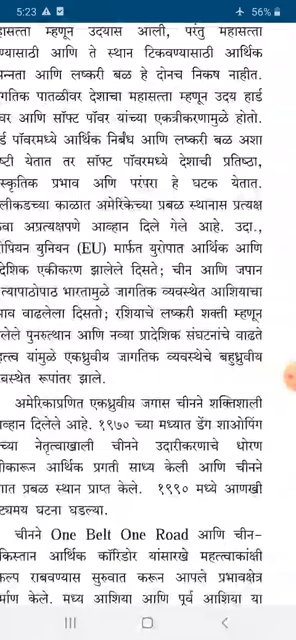 5:23 56%
हासत्ता म्हणून उदयास आली, परंतु महासत्ता
ण्यासाठी आणि ते स्थान टिकवण्यासाठी आर्थिक
पन्नता आणि लष्करी बळ हे दोनच निकष नाहीत.
गतिक पातळीवर देशाचा महासत्ता म्हणून उदय हार्ड
वर आणि सॉफ्ट पॉवर यांच्या एकत्रीकरणामुळे होतो.
र्ड पॉवरमध्ये आर्थिक निर्बंध आणि लष्करी बळ अशा
ष्टी येतात तर सॉफ्ट पॉवरमध्ये देशाची प्रतिष्ठा,
स्कृतिक प्रभाव अणि परंपरा हे घटक येतात.
लीकडच्या काळात अमेरिकेच्या प्रबळ स्थानास प्रत्यक्ष
वा अप्रत्यक्षपणे आव्हान दिले गेले आहे. उदा.,
रोपियन युनियन (EU) मार्फत युरोपात आर्थिक आणि
देशिक एकीकरण झालेले दिसते; चीन आणि जपान
त्यापाठोपाठ भारतामुळे जागतिक व्यवस्थेत आशियाचा
भाव वाढलेला दिसतो; रशियाचे लष्करी शक्ती म्हणून
लेले पुनरुत्थान आणि नव्या प्रादेशिक संघटनांचे वाढते
हत्त्व यांमुळे एकध्रुवीय जागतिक व्यवस्थेचे बहुध्रुवीय
वस्थेत रूपांतर झाले.
अमेरिकाप्रणित एकध्रुवीय जगास चीनने शक्तिशाली
व्हान दिलेले आहे. १९७० च्या मध्यात डेंग शाओपिंग
च्या नेतृत्वाखाली चीनने उदारीकरणाचे धोरण
ीकारून आर्थिक प्रगती साध्य केली आणि चीनने
गात प्रबळ स्थान प्राप्त केले. १९९० मध्ये आणखी
ट्यमय घटना घडल्या.
चीनने One Belt One Road आणि चीन-
किस्तान आर्थिक कॉरिडोर यांसारखे महत्त्वाकांक्षी
कल्प राबवण्यास सुरुवात करून आपले प्रभावक्षेत्र
र्माण केले. मध्य आशिया आणि पूर्व आशिया या